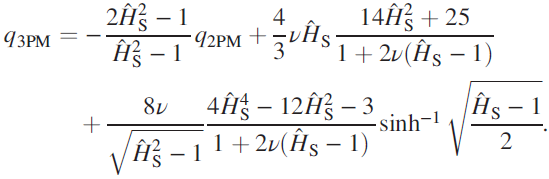 q_{3PM} = -\frac{2\hat{H}_S^2 - 1}{\hat{H}_S^2 - 1} q_{2PM} + \frac{4}{3} \nu \hat{H}_S \frac{14\hat{H}_S^2 + 25}{1 + 2\nu(\hat{H}_S - 1)}
+ \frac{8\nu}{\sqrt{\hat{H}_S^2 - 1}} \frac{4\hat{H}_S^4 - 12\hat{H}_S^2 - 3}{1 + 2\nu(\hat{H}_S - 1)} \sinh^{-1} \sqrt{\frac{\hat{H}_S - 1}{2}}.